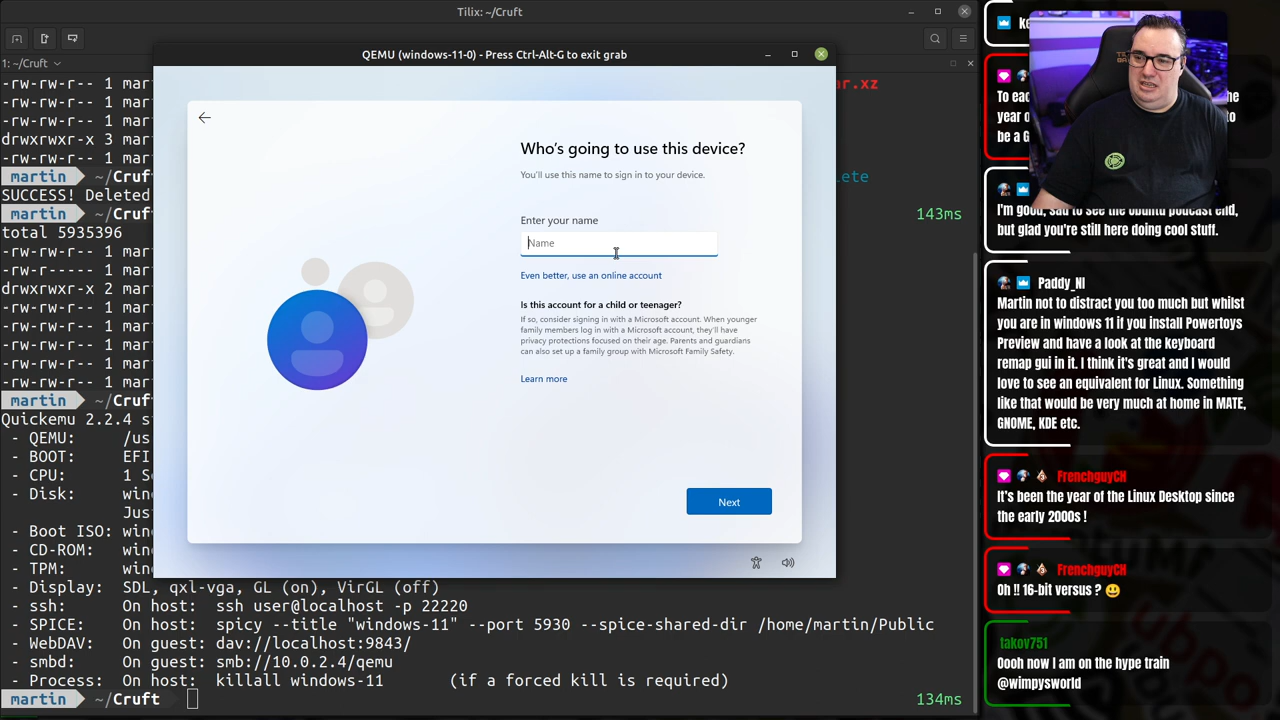 Tilix: ~/Cruft
1: ~/Cruft
QEMU (windows-11-0) - Press Ctrl-Alt-G to exit grab
-rw-rw-r-- 1 mar
ar.xz
-rw-rw-r-- 1 mar
-rw-rw-r-- 1 mar
drwxrwxr-x 3 mar
-rw-rw-r-- 1 mar
martin ~/Cruf
lete
SUCCESS! Deleted
martin ~/Cruf
143ms
total 5935396
-rw-rw-r-- 1 mar
-rw-r----- 1 mar
drwxrwxr-x 2 mar
-rw-rw-r-- 1 mar
-rw-rw-r-- 1 mar
-rw-rw-r-- 1 mar
-rw-rw-r-- 1 mar
-rw-rw-r-- 1 mar
martin ~/Cruf
Quickemu 2.2.4 s
- QEMU: /us
- BOOT: EFI
- CPU: 1 S
- Disk: win
Jus
- Boot ISO: win
- CD-ROM: win
- TPM: win
- Display: SDL, qxl-vga, GL (on), VirGL (off)
- ssh: On host: ssh user@localhost -p 22220
- SPICE: On host: spicy --title "windows-11" --port 5930 --spice-shared-dir /home/martin/Public
- WebDAV: On guest: dav://localhost:9843/
- smbd: On guest: smb://10.0.2.4/qemu
- Process: On host: killall windows-11 (if a forced kill is required)
martin ~/Cruft
134ms
Who's going to use this device?
You'll use this name to sign in to your device.
Enter your name
Name
Even better, use an online account
Is this account for a child or teenager?
If so, consider signing in with a Microsoft account. When younger
family members log in with a Microsoft account, they'll have
privacy protections focused on their age. Parents and guardians
can also set up a family group with Microsoft Family Safety.
Learn more
Next
ke
To eac
he
year o
to
be a G
I'm good, sad to see the ubuntu podcast end,
but glad you're still here doing cool stuff.
Paddy_NI
Martin not to distract you too much but whilst
you are in windows 11 if you install Powertoys
Preview and have a look at the keyboard
remap gui in it. I think it's great and I would
love to see an equivalent for Linux. Something
like that would be very much at home in MATE,
GNOME, KDE etc.
FrenchguyCH
It's been the year of the Linux Desktop since
the early 2000s !
FrenchguyCH
Oh !! 16-bit versus ? 😃
takov751
Oooh now I am on the hype train
@wimpysworld